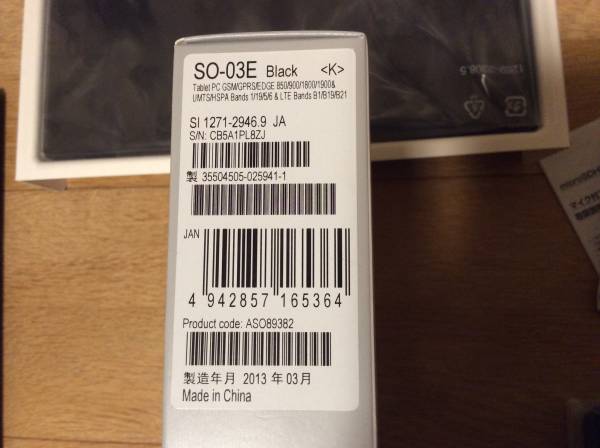 SO-03E Black <K>
Tablet PC GSM/GPRS/EDGE 850/900/1800/1900&
UMTS/HSPA Bands 1/19/5/6 & LTE Bands B1/B19/B21
SI 1271-2946.9 JA
S/N: CB5A1PL8ZJ
製 35504505-025941-1
JAN
4 942857 165364
Product code: ASO89382
製造年月 2013 年 03 月
Made in China